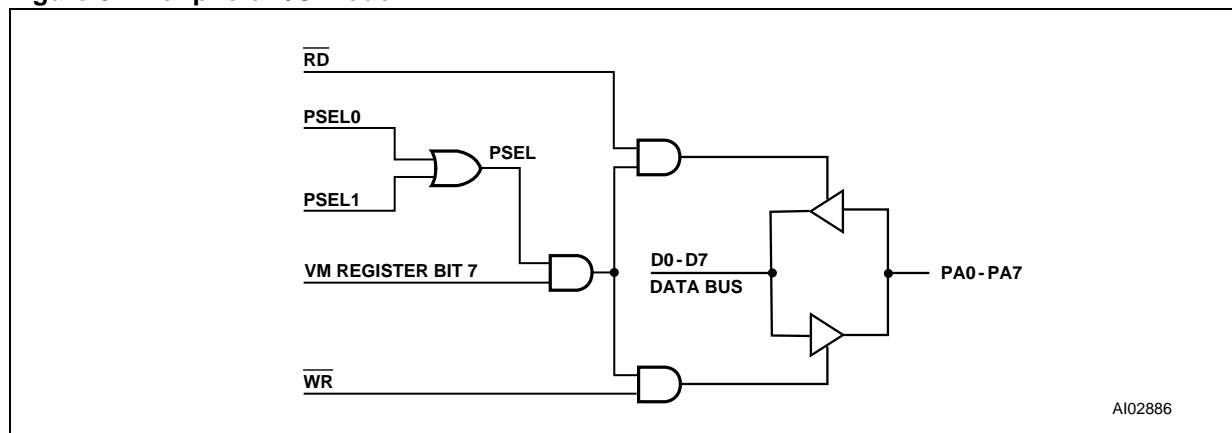 RD
PSEL0
PSEL
PSEL1
VM REGISTER BIT 7
D0-D7
DATA BUS
PA0-PA7
WR
AI02886